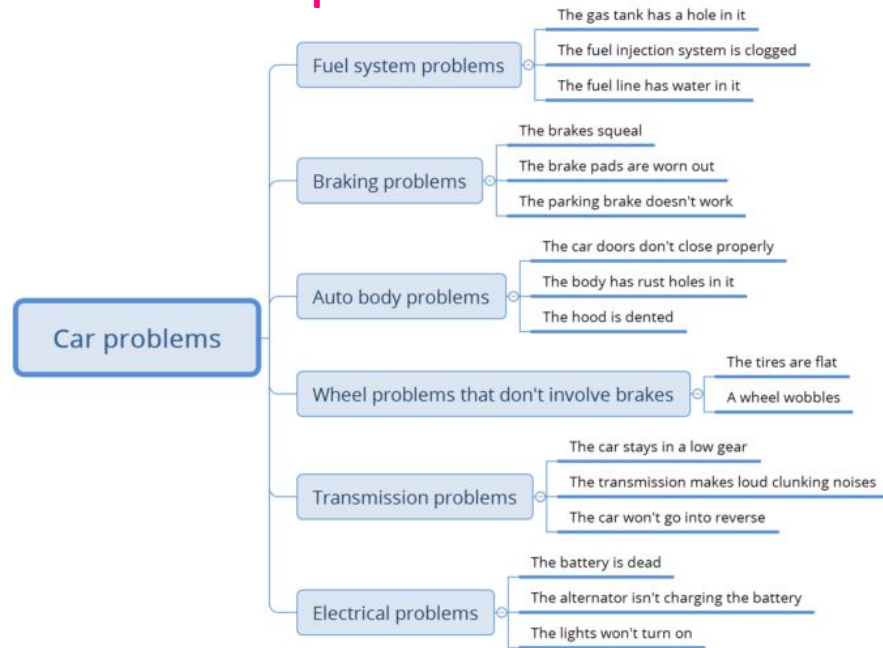 Car problems
Fuel system problems
The gas tank has a hole in it
The fuel injection system is clogged
The fuel line has water in it
Braking problems
The brakes squeal
The brake pads are worn out
The parking brake doesn't work
Auto body problems
The car doors don't close properly
The body has rust holes in it
The hood is dented
Wheel problems that don't involve brakes
The tires are flat
A wheel wobbles
Transmission problems
The car stays in a low gear
The transmission makes loud clunking noises
The car won't go into reverse
Electrical problems
The battery is dead
The alternator isn't charging the battery
The lights won't turn on